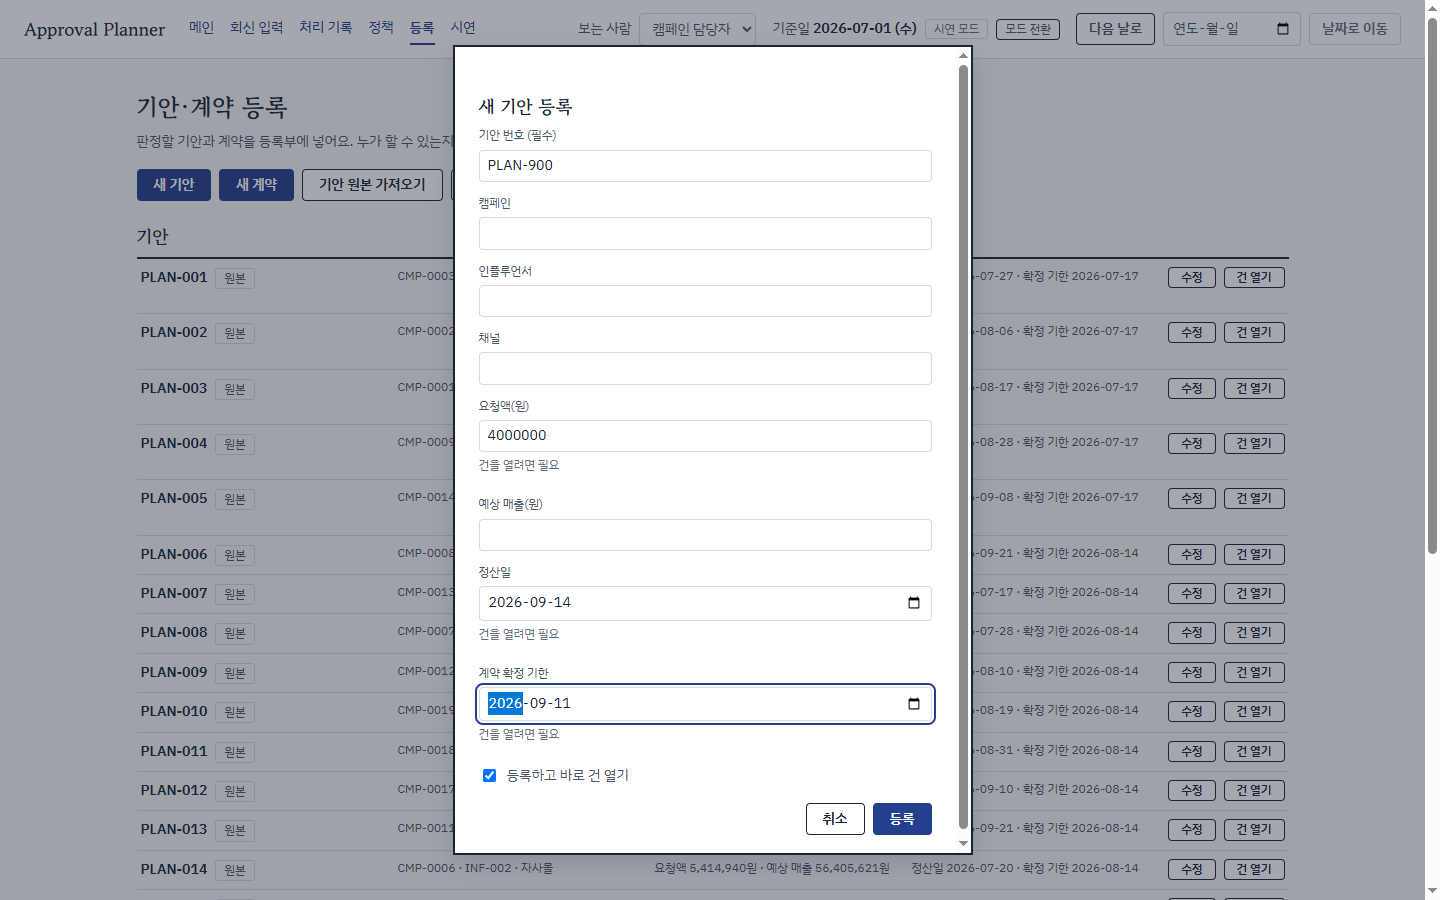 Approval Planner 메인 회신 입력 처리 기록 정책 등록 시연 보는 사람 캠페인 담당자 기준일 2026-07-01 (수) 시연 모드 모드 전환 다음 날로 연도-월-일 날짜로 이동
기안·계약 등록
판정할 기안과 계약을 등록부에 넣어요. 누가 할 수 있는지
새 기안 새 계약 기안 원본 가져오기
기안
PLAN-001 원본 CMP-0003 -07-27 · 확정 기한 2026-07-17 수정 건 열기
PLAN-002 원본 CMP-0002 -08-06 · 확정 기한 2026-07-17 수정 건 열기
PLAN-003 원본 CMP-0001 -08-17 · 확정 기한 2026-07-17 수정 건 열기
PLAN-004 원본 CMP-0009 -08-28 · 확정 기한 2026-07-17 수정 건 열기
PLAN-005 원본 CMP-0014 -09-08 · 확정 기한 2026-07-17 수정 건 열기
PLAN-006 원본 CMP-0008 -09-21 · 확정 기한 2026-08-14 수정 건 열기
PLAN-007 원본 CMP-0013 -07-17 · 확정 기한 2026-08-14 수정 건 열기
PLAN-008 원본 CMP-0007 -07-28 · 확정 기한 2026-08-14 수정 건 열기
PLAN-009 원본 CMP-0012 -08-10 · 확정 기한 2026-08-14 수정 건 열기
PLAN-010 원본 CMP-0019 -08-19 · 확정 기한 2026-08-14 수정 건 열기
PLAN-011 원본 CMP-0018 -08-31 · 확정 기한 2026-08-14 수정 건 열기
PLAN-012 원본 CMP-0017 -09-10 · 확정 기한 2026-08-14 수정 건 열기
PLAN-013 원본 CMP-0011 -09-21 · 확정 기한 2026-08-14 수정 건 열기
PLAN-014 원본 CMP-0006 · INF-002 · 자사몰 요청액 5,414,940원 · 예상 매출 56,405,621원 정산일 2026-07-20 · 확정 기한 2026-08-14 수정 건 열기
새 기안 등록
기안 번호 (필수)
PLAN-900
캠페인
인플루언서
채널
요청액(원)
4000000
건을 열려면 필요
예상 매출(원)
정산일
2026-09-14
건을 열려면 필요
계약 확정 기한
2026-09-11
건을 열려면 필요
등록하고 바로 건 열기
취소 등록